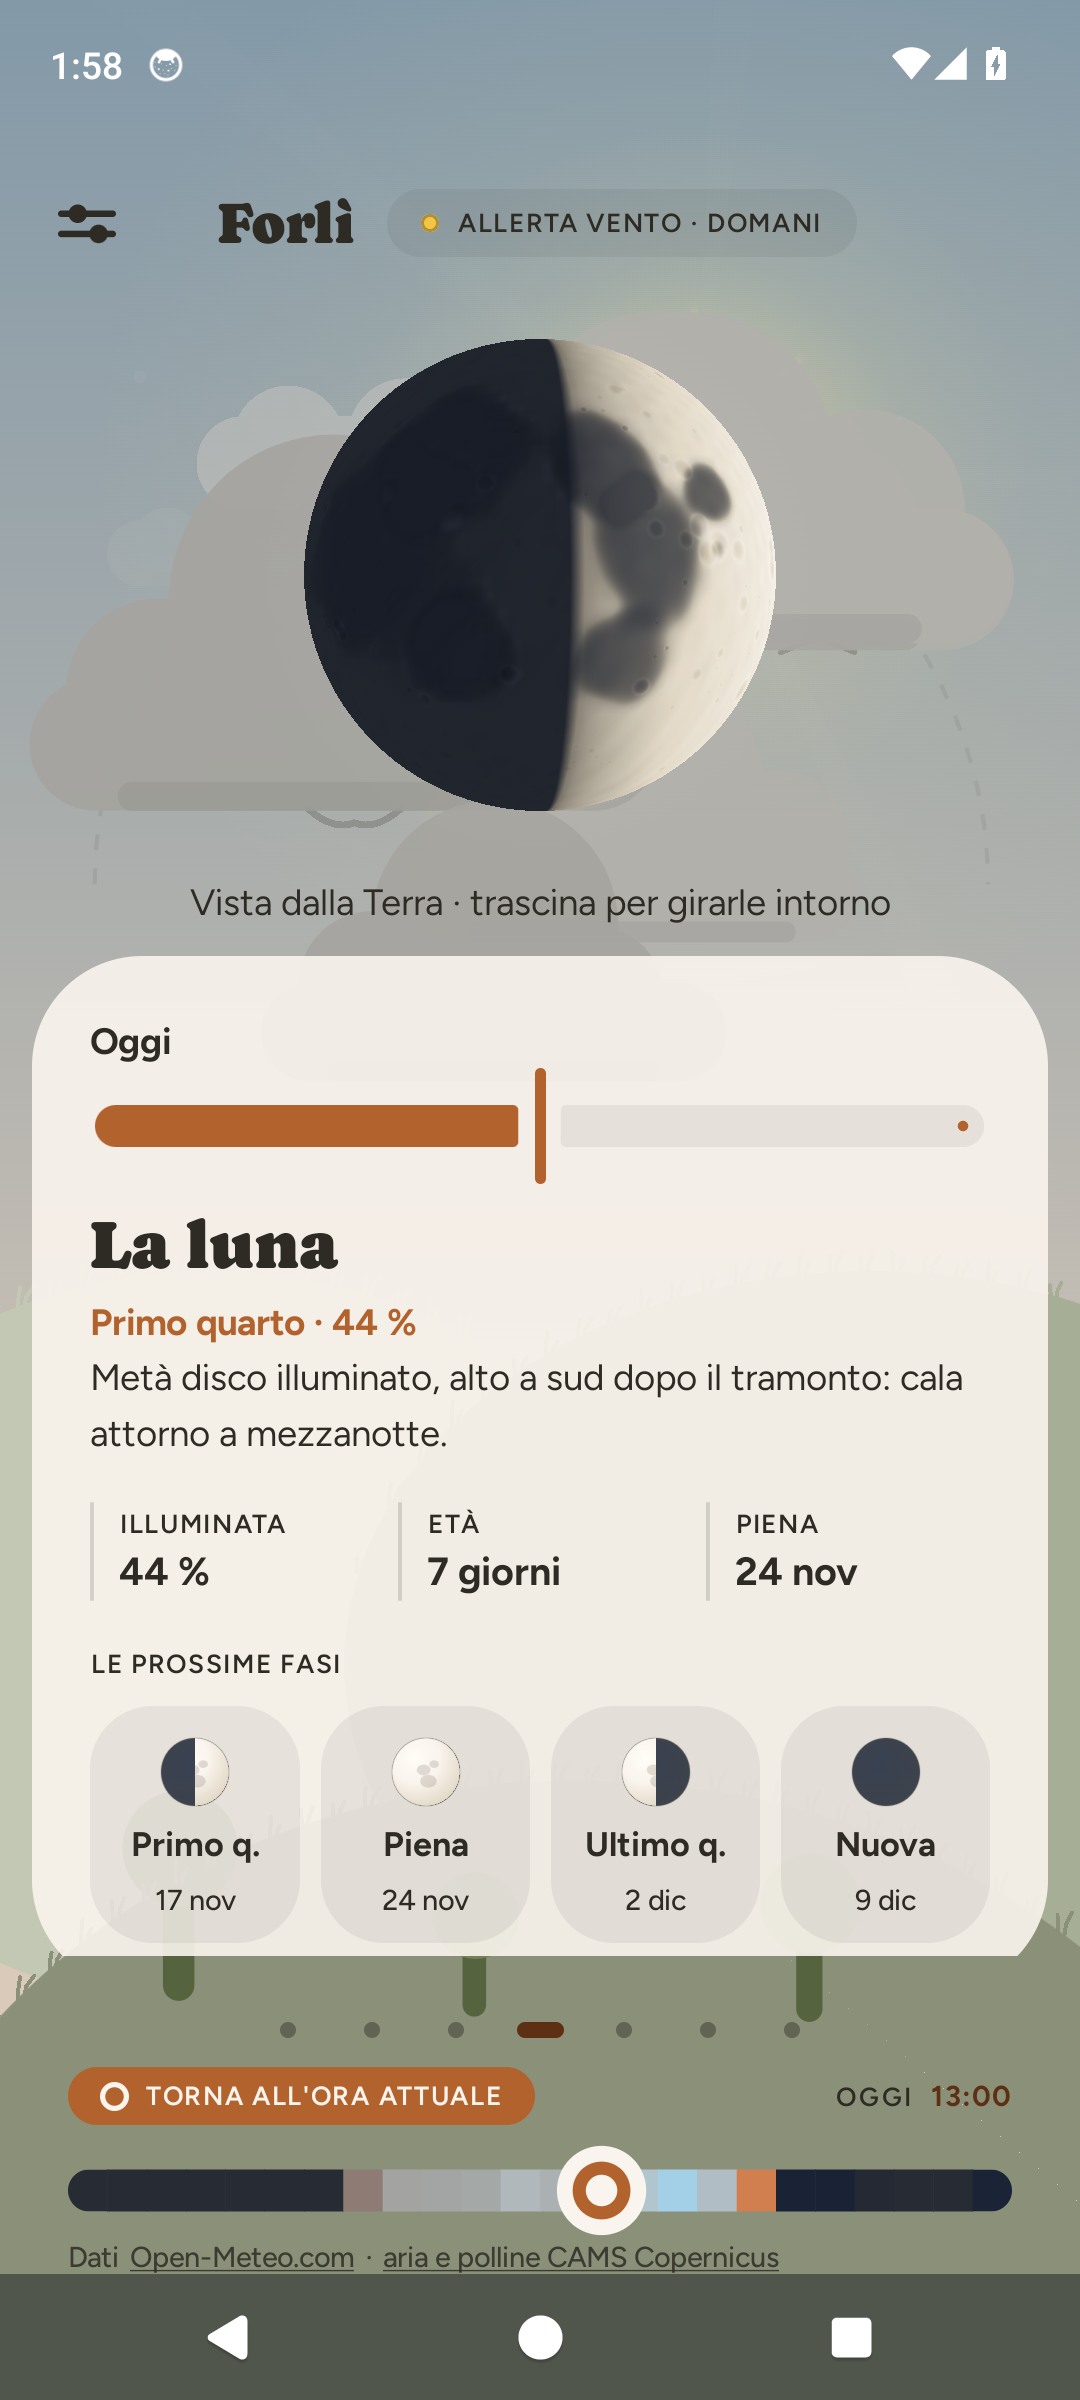 1:58
Forlì
ALLERTA VENTO · DOMANI
Vista dalla Terra · trascina per girarle intorno
Oggi
La luna
Primo quarto · 44 %
Metà disco illuminato, alto a sud dopo il tramonto: cala
attorno a mezzanotte.
ILLUMINATA
44 %
ETÀ
7 giorni
PIENA
24 nov
LE PROSSIME FASI
Primo q.
17 nov
Piena
24 nov
Ultimo q.
2 dic
Nuova
9 dic
TORNA ALL'ORA ATTUALE
OGGI 13:00
Dati Open-Meteo.com · aria e polline CAMS Copernicus